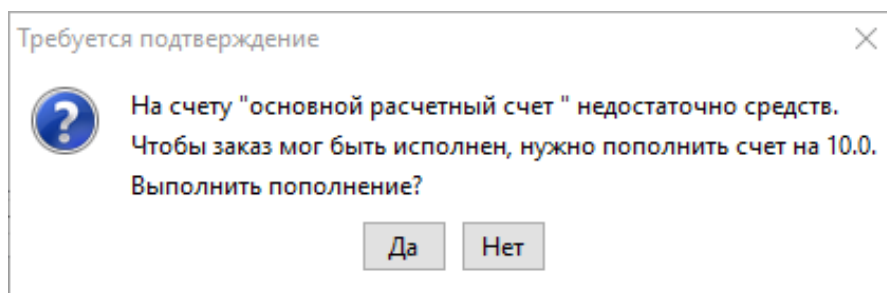 Требуется подтверждение
На счету "основной расчетный счет " недостаточно средств.
Чтобы заказ мог быть исполнен, нужно пополнить счет на 10.0.
Выполнить пополнение?
Да Нет